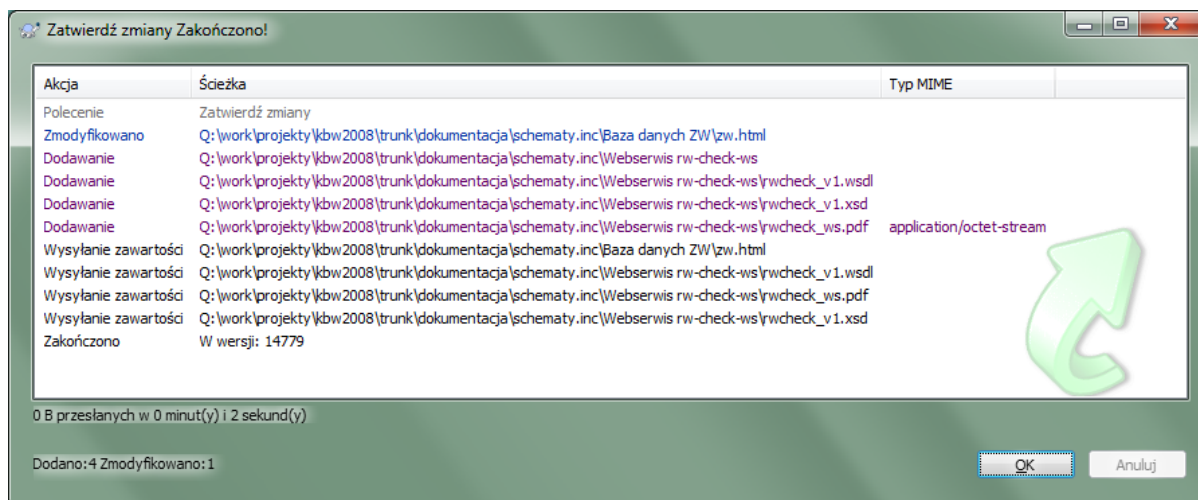 Zatwierdź zmiany Zakończono!
Akcja Ścieżka Typ MIME
Polecenie Zatwierdź zmiany
Zmodyfikowano Q:\work\projekty\kbw2008\trunk\dokumentacja\schematy.inc\Baza danych ZW\zw.html
Dodawanie Q:\work\projekty\kbw2008\trunk\dokumentacja\schematy.inc\Webserwis rw-check-ws
Dodawanie Q:\work\projekty\kbw2008\trunk\dokumentacja\schematy.inc\Webserwis rw-check-ws\rwcheck_v1.wsdl
Dodawanie Q:\work\projekty\kbw2008\trunk\dokumentacja\schematy.inc\Webserwis rw-check-ws\rwcheck_v1.xsd
Dodawanie Q:\work\projekty\kbw2008\trunk\dokumentacja\schematy.inc\Webserwis rw-check-ws\rwcheck_ws.pdf application/octet-stream
Wysyłanie zawartości Q:\work\projekty\kbw2008\trunk\dokumentacja\schematy.inc\Baza danych ZW\zw.html
Wysyłanie zawartości Q:\work\projekty\kbw2008\trunk\dokumentacja\schematy.inc\Webserwis rw-check-ws\rwcheck_v1.wsdl
Wysyłanie zawartości Q:\work\projekty\kbw2008\trunk\dokumentacja\schematy.inc\Webserwis rw-check-ws\rwcheck_ws.pdf
Wysyłanie zawartości Q:\work\projekty\kbw2008\trunk\dokumentacja\schematy.inc\Webserwis rw-check-ws\rwcheck_v1.xsd
Zakończono W wersji: 14779
0 B przesłanych w 0 minut(y) i 2 sekund(y)
Dodano:4 Zmodyfikowano:1
OK Anuluj